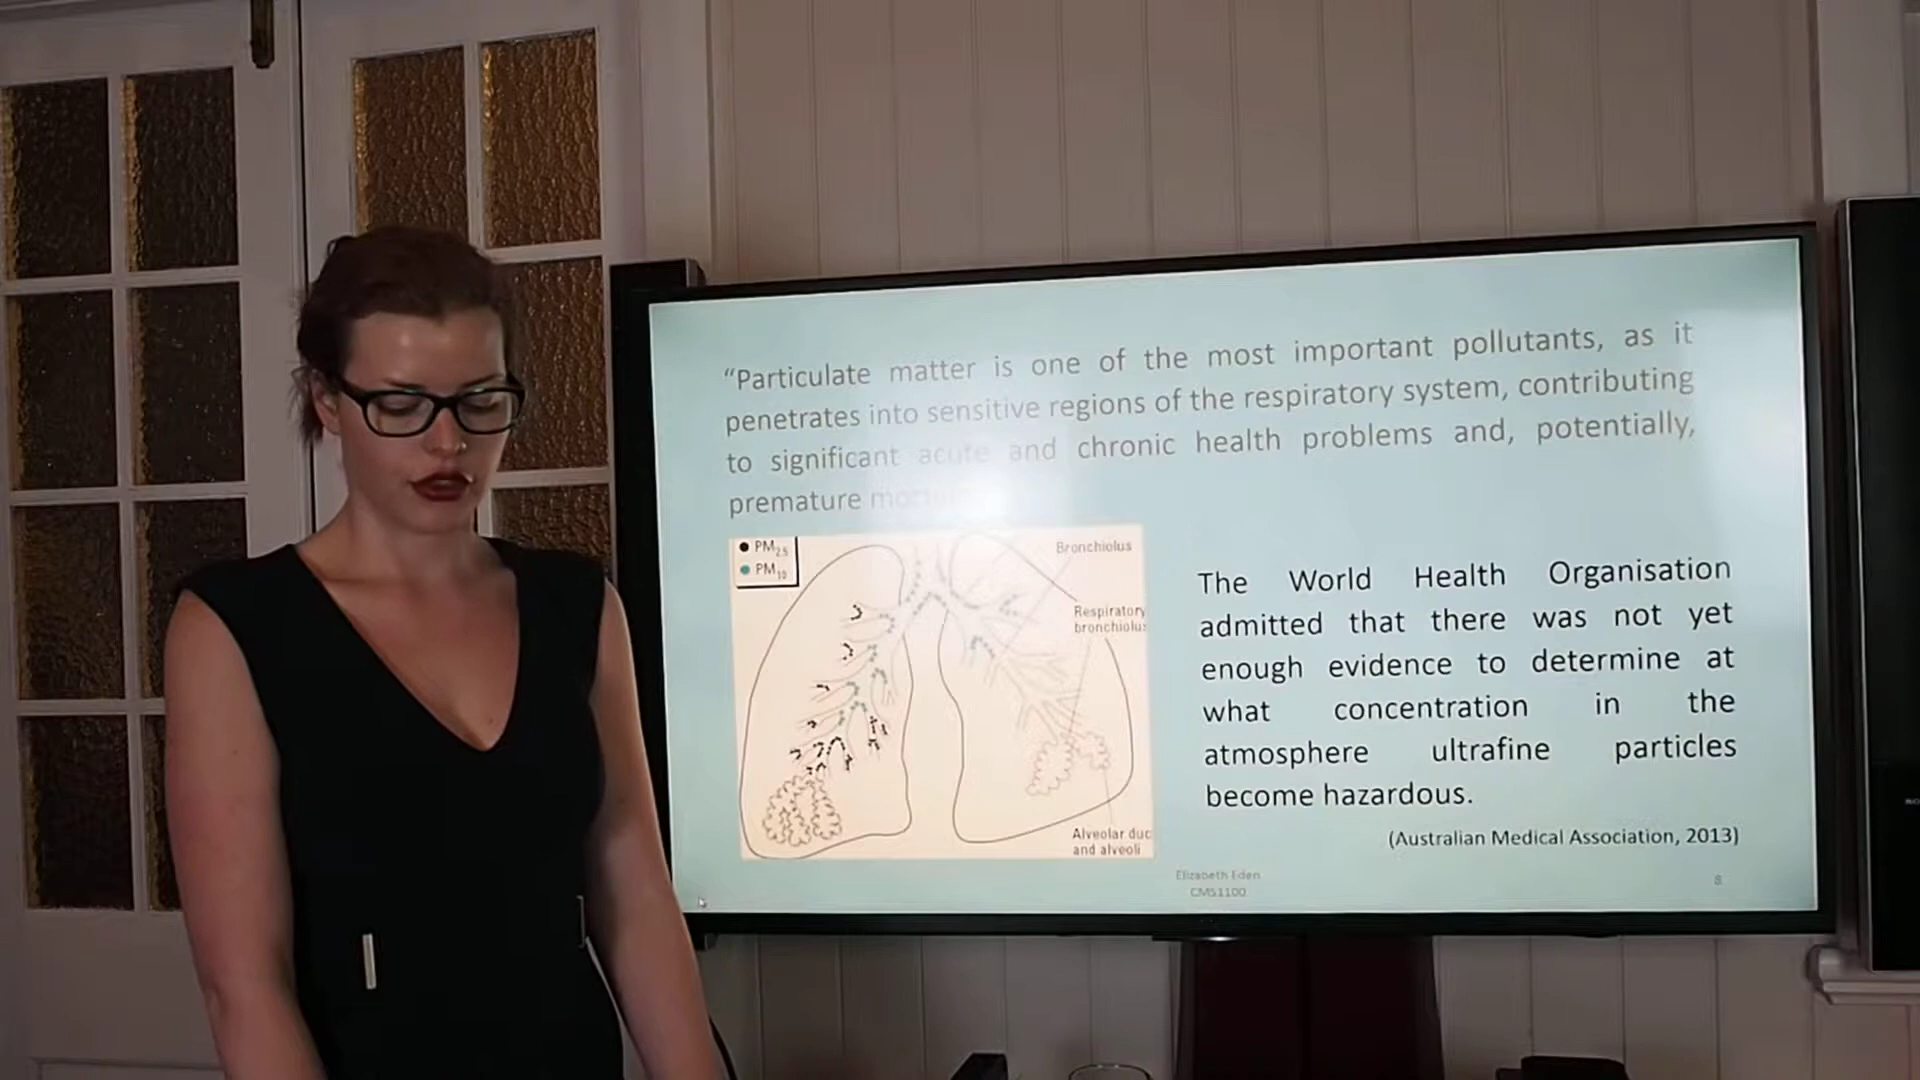 “Particulate matter is one of the most important pollutants, as it
penetrates into sensitive regions of the respiratory system, contributing
to significant acute and chronic health problems and, potentially,
premature
PM2.5
PM10
Bronchiolus
Respiratory
bronchiolus
Alveolar duc
and alveoli
The World Health Organisation
admitted that there was not yet
enough evidence to determine at
what concentration in the
atmosphere ultrafine particles
become hazardous.
(Australian Medical Association, 2013)
Elizabeth Eden
CMS1100
8